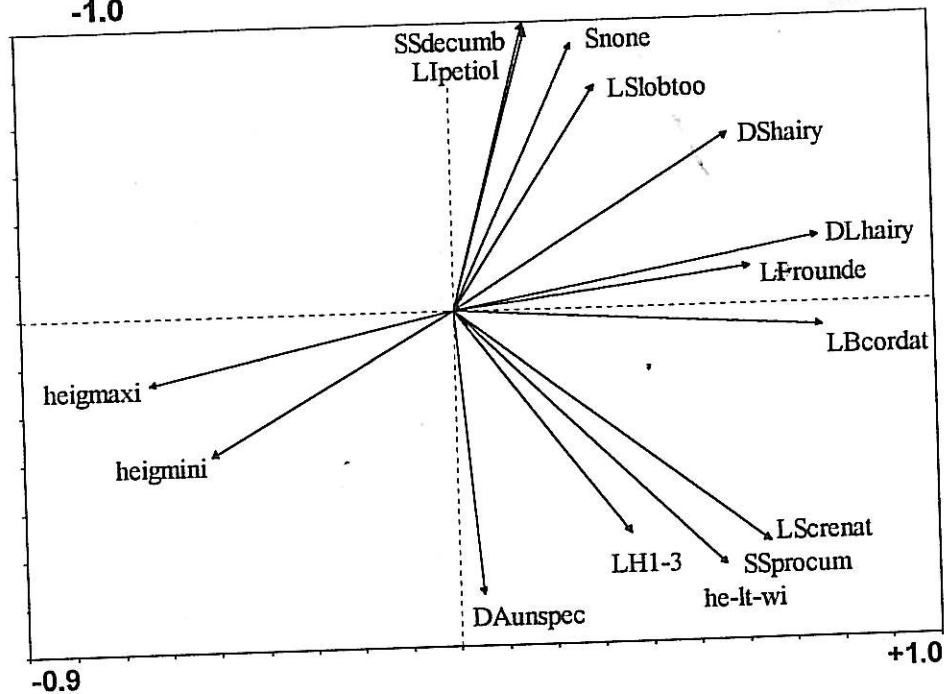 -1.0
SSdecumb
Snone
LIpetiol
LSlobtoo
DShairy
DLhairy
LFrounde
LBcordat
heigmaxi
heigmini
LScrenat
LH1-3
SSprocum
he-lt-wi
DAunspec
+1.0
-0.9